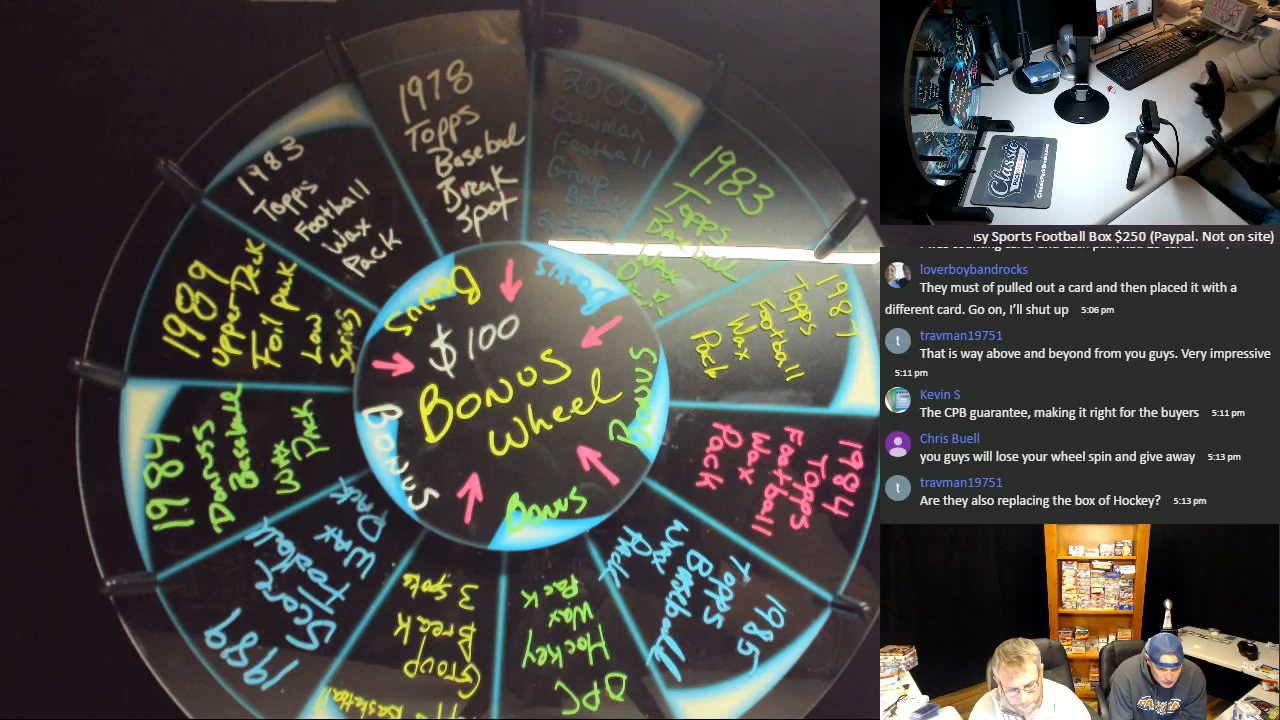 1978
Topps
Baseball
Break
Spot
2000
Bowman
Football
Group
Break
1983
Topps
Baseball
Wax
1987
Topps
Football
Wax
Pack
1984
Topps
Football
Wax
Pack
1985
Topps
Baseball
Wax
Pack
OPC
Hockey
Wax
Pack
Basketball
Group
Break
3 Spots
1989
Wax
Pack
1984
Donruss
Baseball
Wax
Pack
1989
Upper Deck
Foil pack
Low
Series
1983
Topps
Football
Wax
Pack
Bonus
Bonus
Bonus
Bonus
Bonus
$100
Bonus
Wheel
Classic
isy Sports Football Box $250 (Paypal. Not on site)
loverboybandrocks
They must of pulled out a card and then placed it with a
different card. Go on, I'll shut up 5:06 pm
t travman19751
That is way above and beyond from you guys. Very impressive
5:11 pm
Kevin S
The CPB guarantee, making it right for the buyers 5:11 pm
Chris Buell
you guys will lose your wheel spin and give away 5:13 pm
t travman19751
Are they also replacing the box of Hockey? 5:13 pm